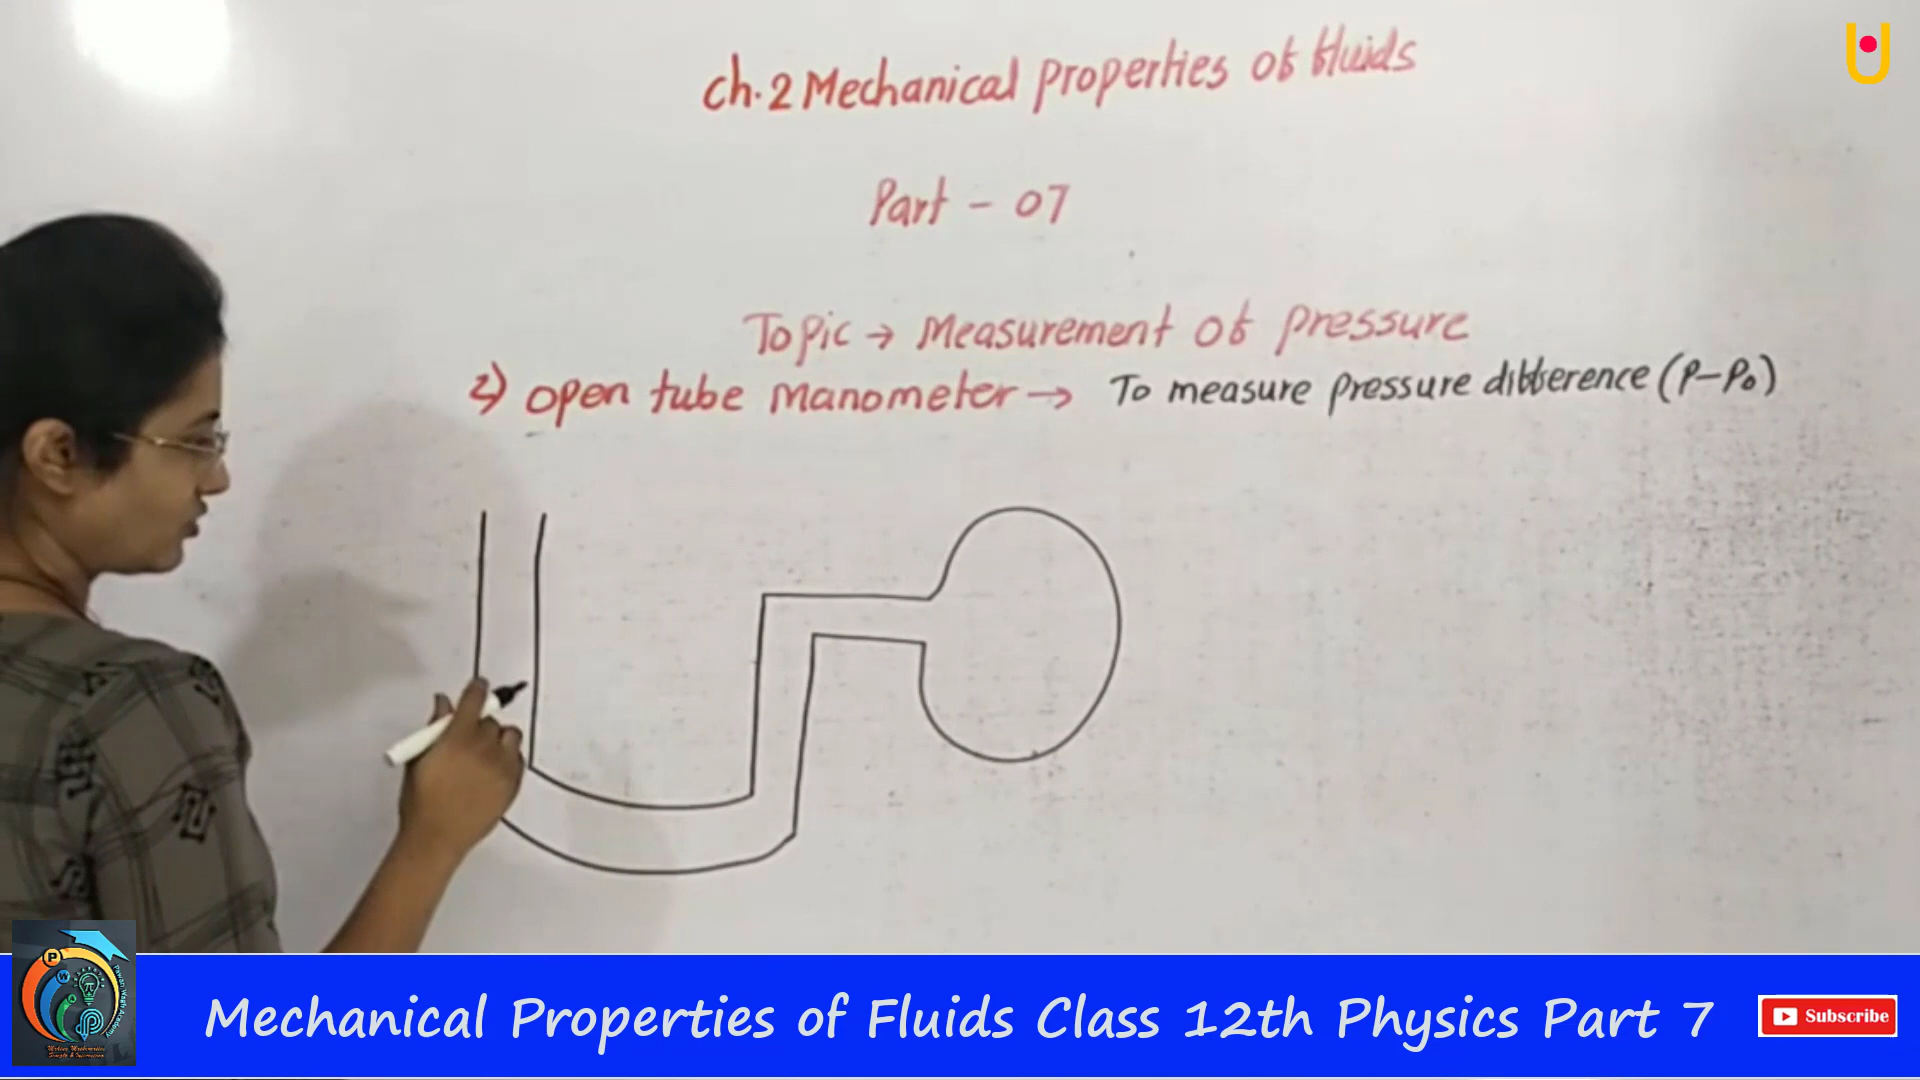 ch.2 Mechanical properties of fluids
Part - 07
Topic → Measurement of pressure
2) open tube manometer → To measure pressure difference (P-P₀)
Mechanical Properties of Fluids Class 12th Physics Part 7
Subscribe